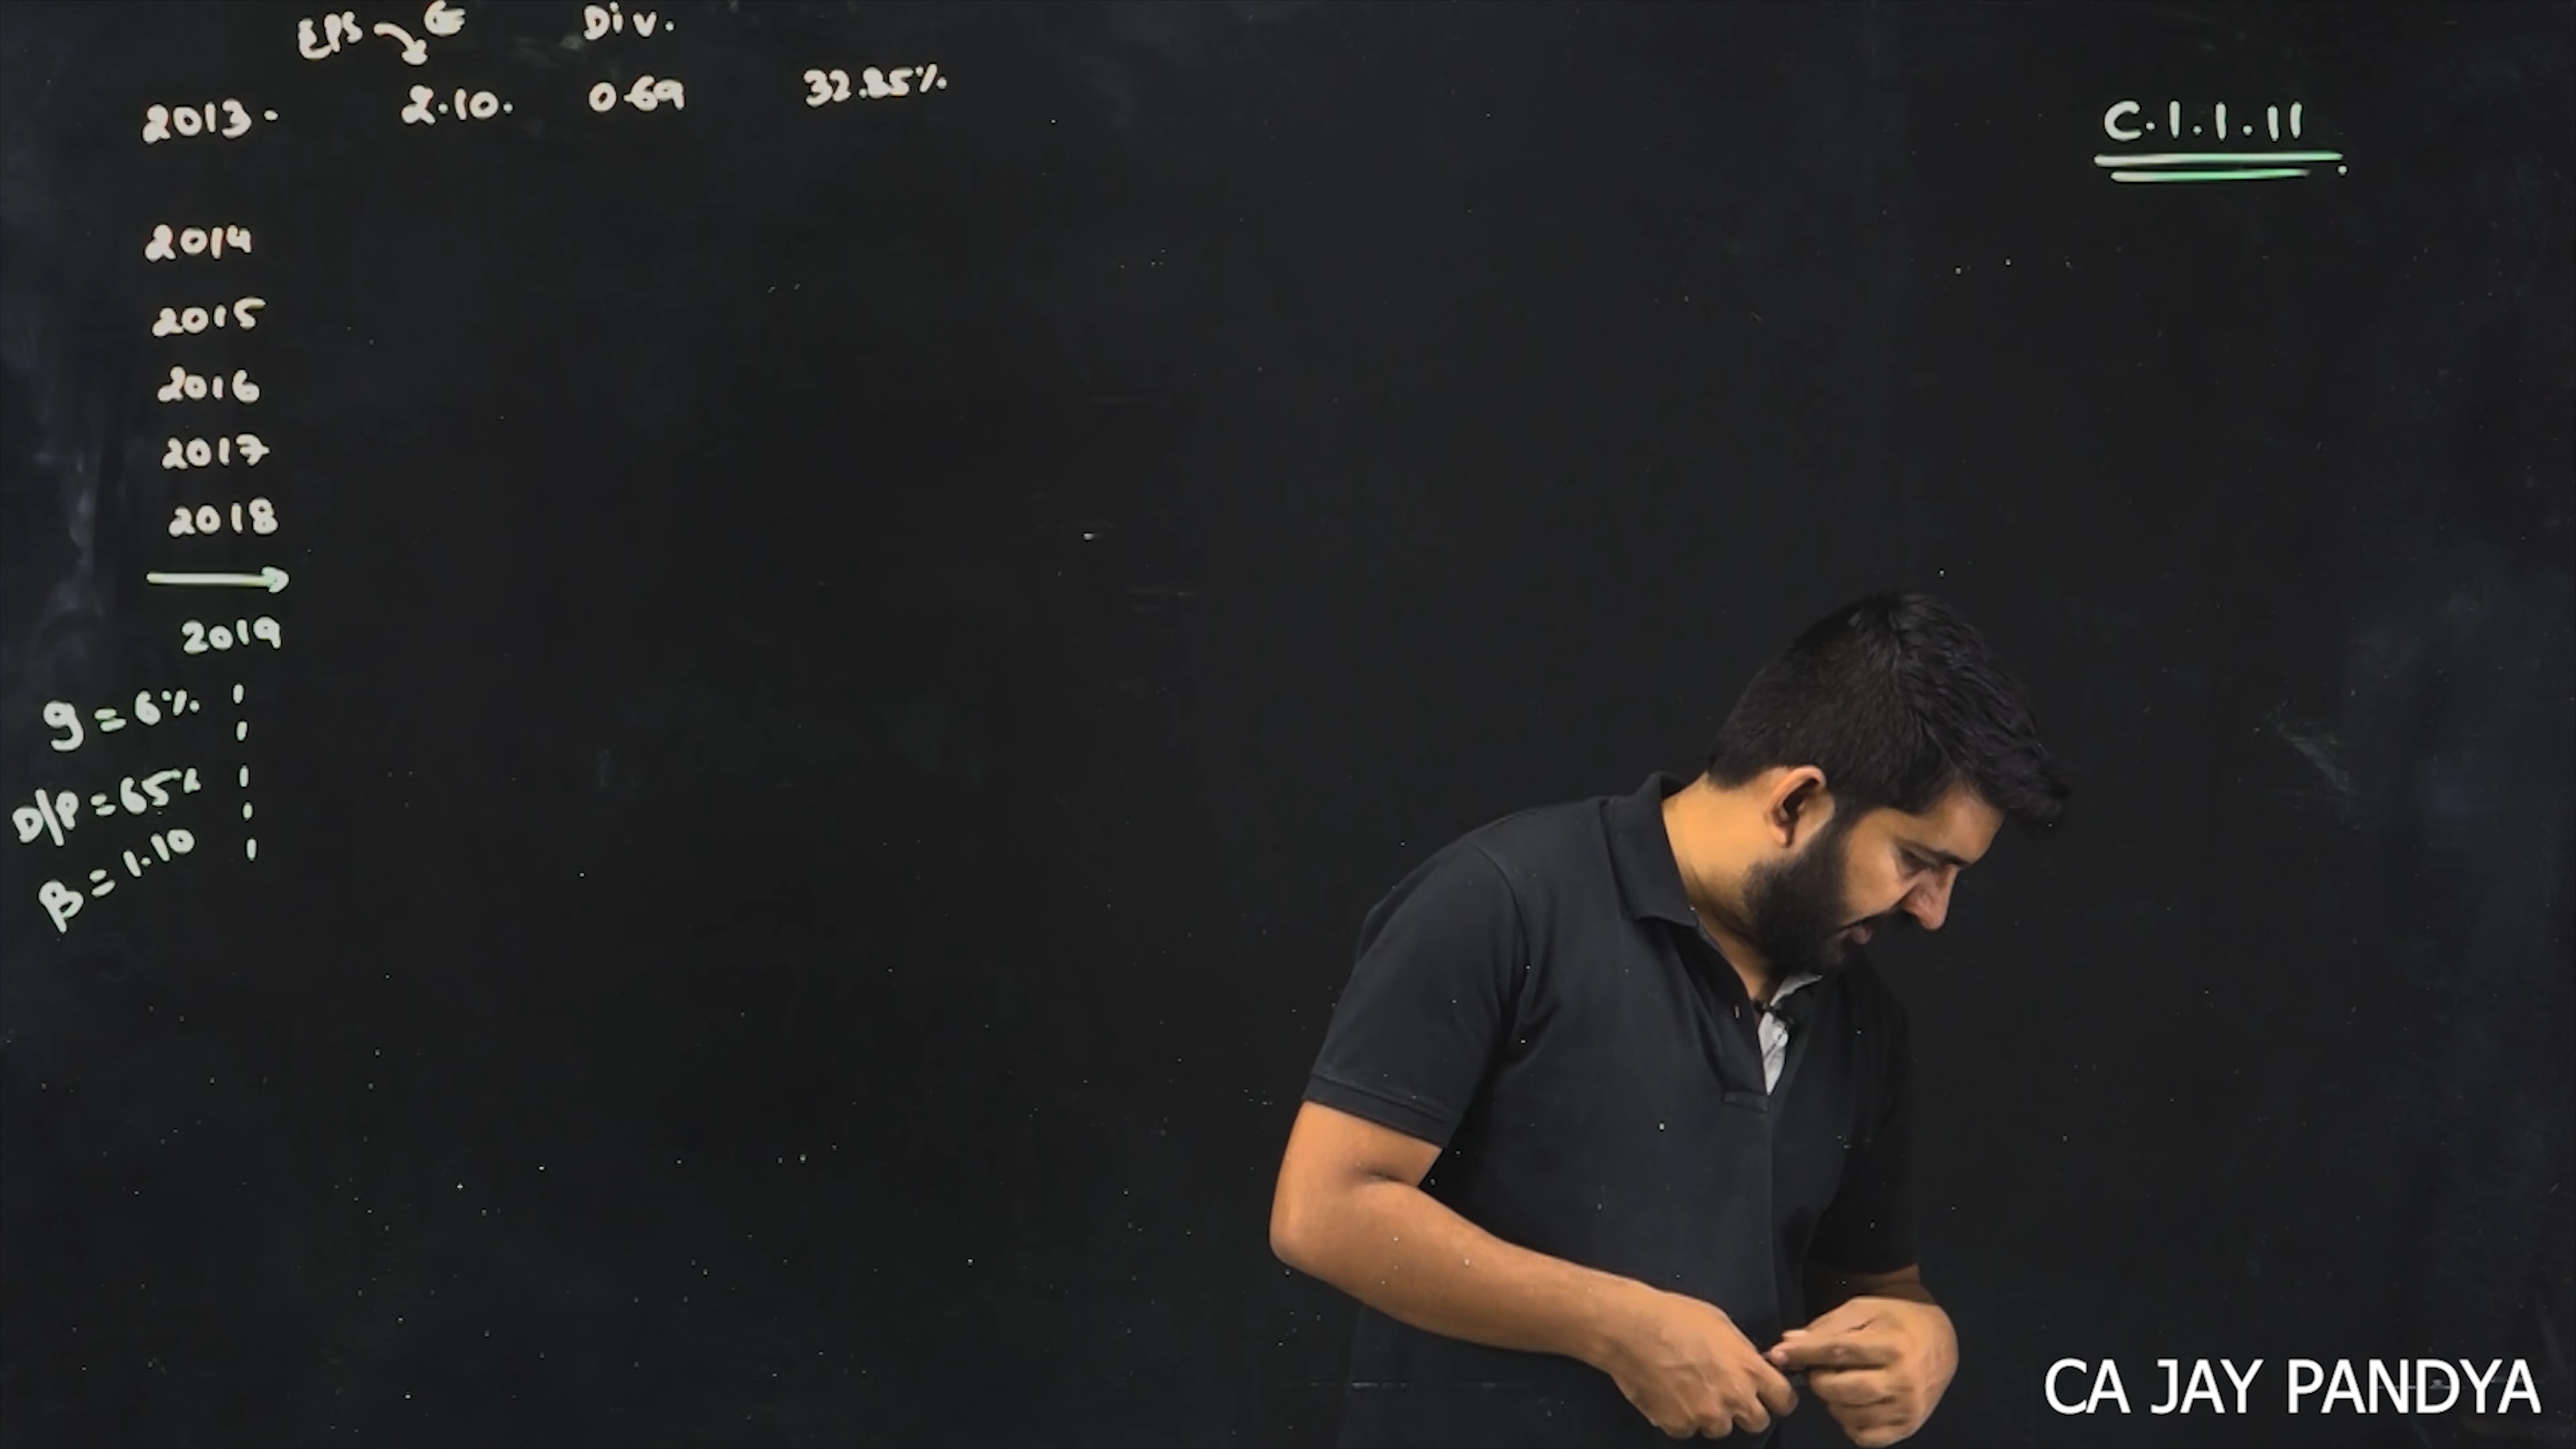 EPS € Div.
2013. 2.10. 0.69 32.85%
C.1.1.11
2014
2015
2016
2017
2018
2019
g = 6%
D/P = 65%
β = 1.10
CA JAY PANDYA